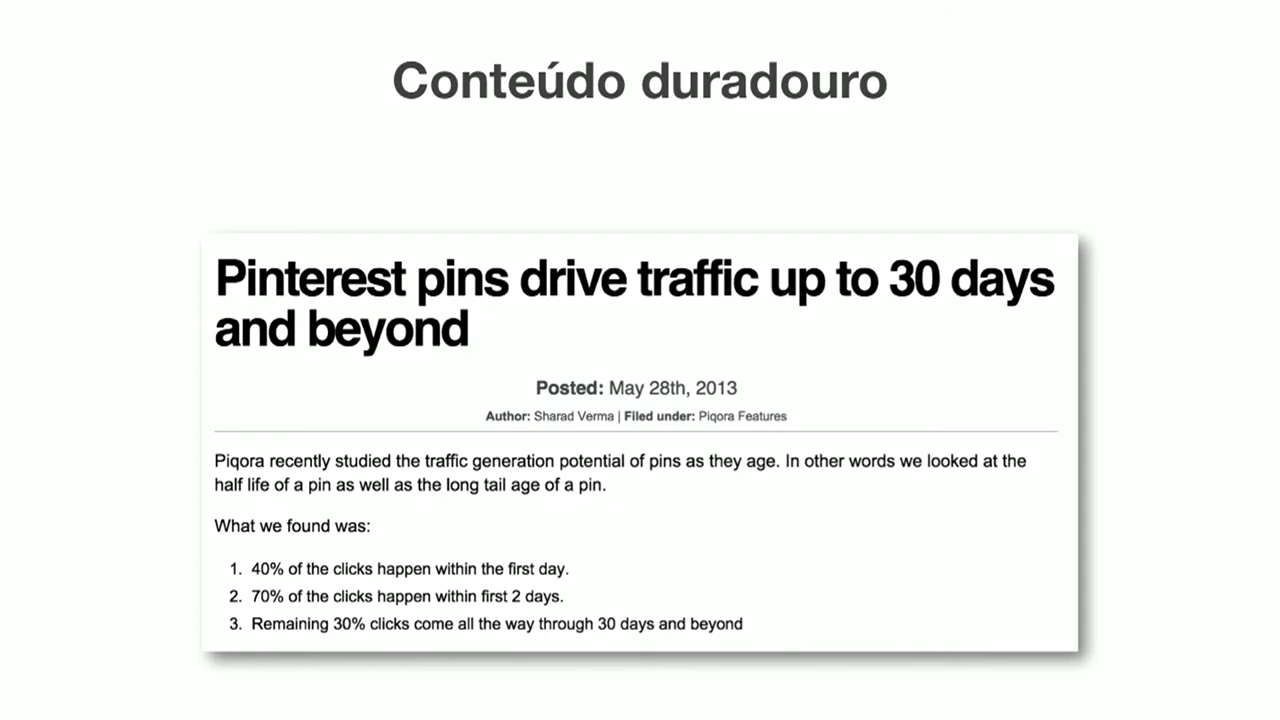 Conteúdo duradouro
Pinterest pins drive traffic up to 30 days
and beyond
Posted: May 28th, 2013
Author: Sharad Verma | Filed under: Piqora Features
Piqora recently studied the traffic generation potential of pins as they age. In other words we looked at the
half life of a pin as well as the long tail age of a pin.
What we found was:
1. 40% of the clicks happen within the first day.
2. 70% of the clicks happen within first 2 days.
3. Remaining 30% clicks come all the way through 30 days and beyond